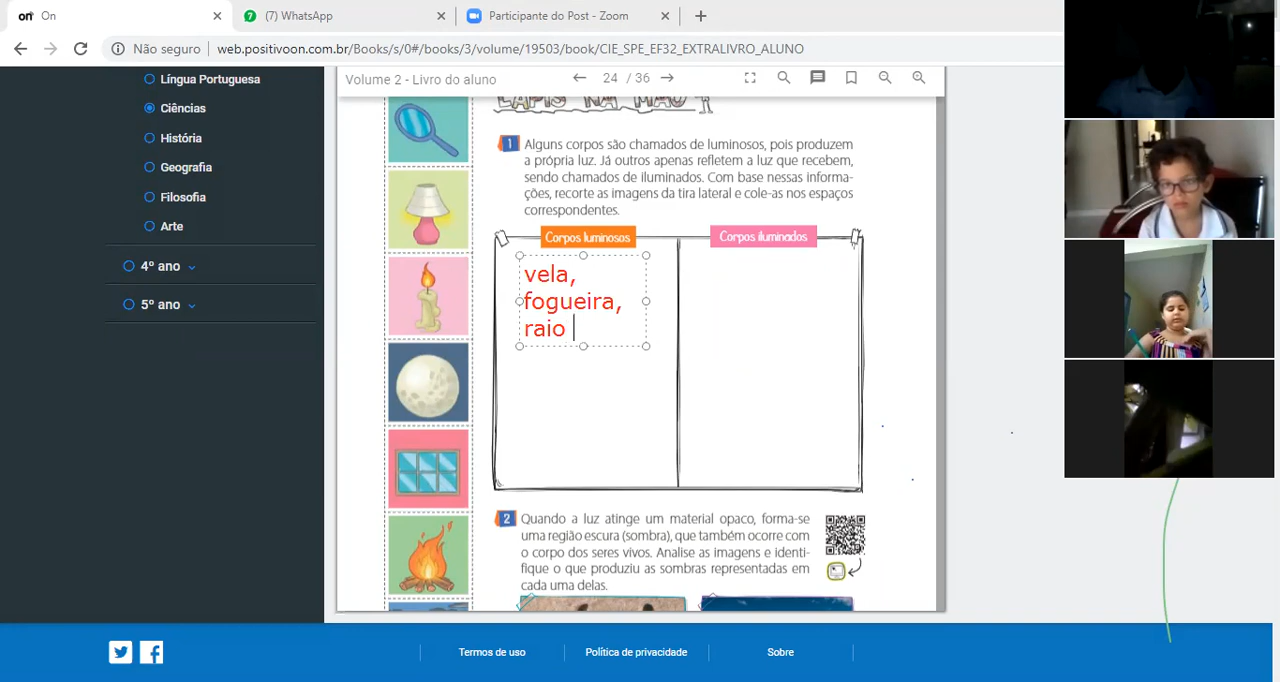 on On
7 (7) WhatsApp
Participante do Post - Zoom
Não seguro
web.positivoon.com.br/Books/s/0#/books/3/volume/19503/book/CIE_SPE_EF32_EXTRALIVRO_ALUNO
Língua Portuguesa
Ciências
História
Geografia
Filosofia
Arte
4º ano
5º ano
Volume 2 - Livro do aluno
24 / 36
LÁPIS NA MÃO
1 Alguns corpos são chamados de luminosos, pois produzem
a própria luz. Já outros apenas refletem a luz que recebem,
sendo chamados de iluminados. Com base nessas informa-
ções, recorte as imagens da tira lateral e cole-as nos espaços
correspondentes.
Corpos luminosos
Corpos iluminados
vela,
fogueira,
raio
2 Quando a luz atinge um material opaco, forma-se
uma região escura (sombra), que também ocorre com
o corpo dos seres vivos. Analise as imagens e identi-
fique o que produziu as sombras representadas em
cada uma delas.
Termos de uso
Política de privacidade
Sobre